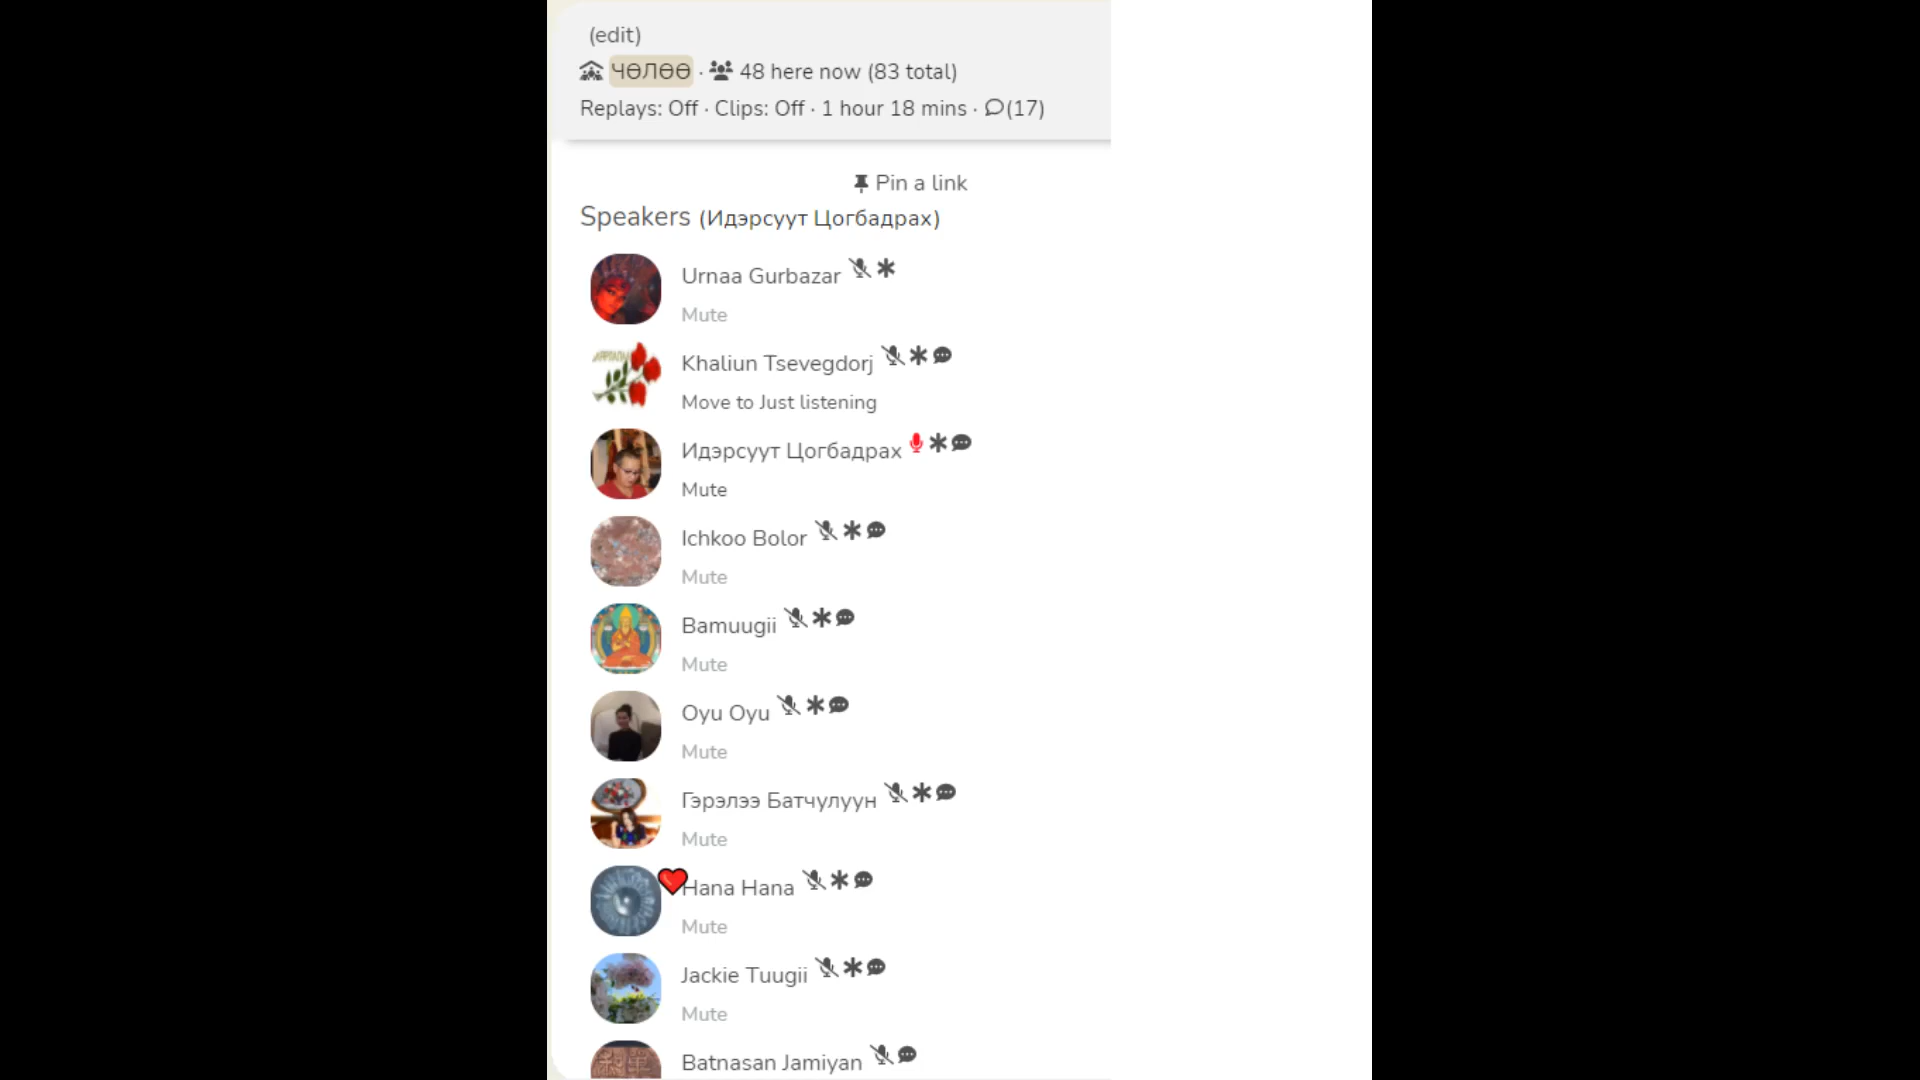 (edit)
ЧӨЛӨӨ · 48 here now (83 total)
Replays: Off · Clips: Off · 1 hour 18 mins · (17)
Pin a link
Speakers (Идэрсуут Цогбадрах)
Urnaa Gurbazar
Mute
Khaliun Tsevegdorj
Move to Just listening
Идэрсуут Цогбадрах
Mute
Ichkoo Bolor
Mute
Bamuugii
Mute
Oyu Oyu
Mute
Гэрэлээ Батчулуун
Mute
Hana Hana
Mute
Jackie Tuugii
Mute
Batnasan Jamiyan